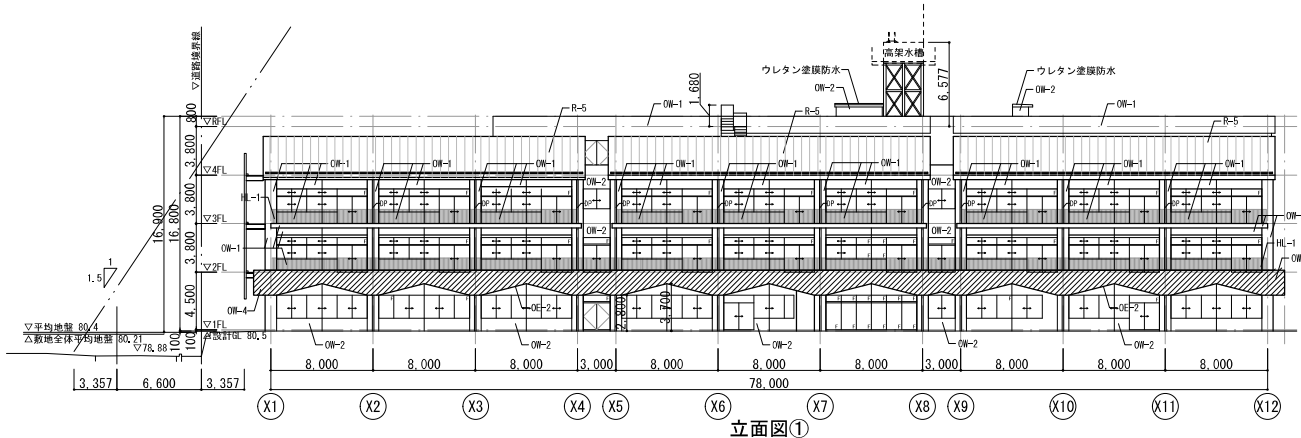 高架水槽
ウレタン塗膜防水
ウレタン塗膜防水
OW-2
OW-2
6,577
1,680
▽道路境界線
OW-1
R-5
OW-1
R-5
OW-1
R-5
800
▽RFL
3,800
▽4FL
OW-1
OW-1
OW-1
OW-2
OW-1
OW-1
OW-1
OW-2
OW-1
OW-1
OW-1
3,800
HL-1
DP
DP
DP
DP
DP
DP
▽3FL
16,900
16,800
OW-2
OW-2
OW-1
3,800
HL-1
▽2FL
1
1.5
OW-4
OE-2
OE-2
4,500
2,800
3,700
▽平均地盤 80.4
▽1FL
△敷地全体平均地盤 80.21
△設計GL 80.5
▽78.88
100
100
OW-2
OW-2
OW-2
OW-2
OW-2
3,357
6,600
3,357
8,000
8,000
8,000
3,000
8,000
8,000
8,000
3,000
8,000
8,000
8,000
78,000
X1
X2
X3
X4
X5
X6
X7
X8
X9
X10
X11
X12
立面図①